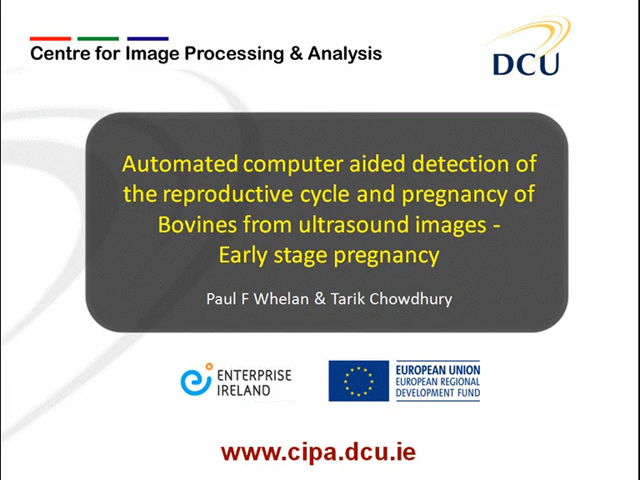 Centre for Image Processing & Analysis
DCU
Automated computer aided detection of
the reproductive cycle and pregnancy of
Bovines from ultrasound images -
Early stage pregnancy
Paul F Whelan & Tarik Chowdhury
ENTERPRISE
IRELAND
EUROPEAN UNION
EUROPEAN REGIONAL
DEVELOPMENT FUND
www.cipa.dcu.ie